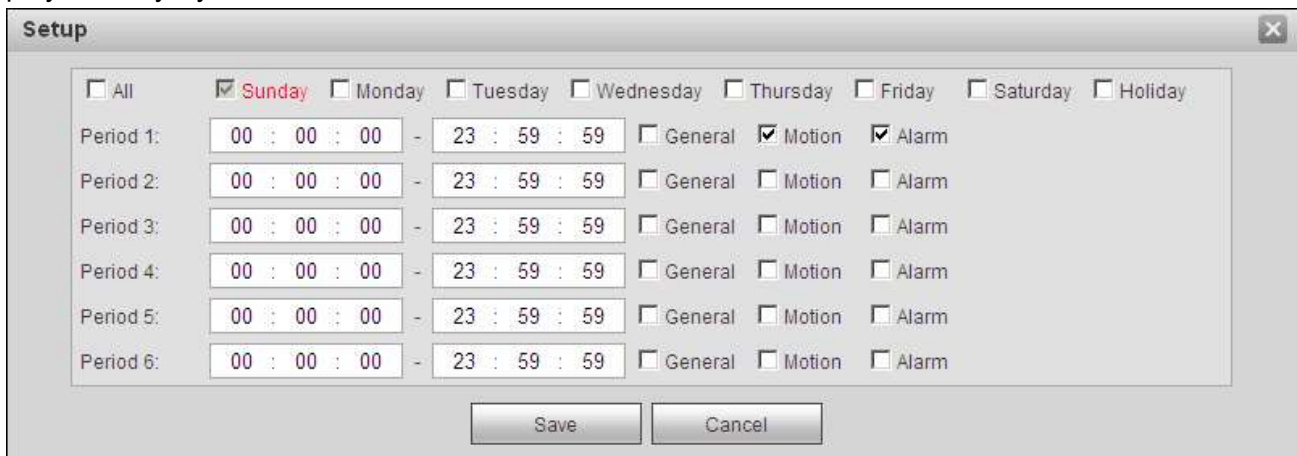 Setup
All Sunday Monday Tuesday Wednesday Thursday Friday Saturday Holiday
Period 1: 00 : 00 : 00 - 23 : 59 : 59 General Motion Alarm
Period 2: 00 : 00 : 00 - 23 : 59 : 59 General Motion Alarm
Period 3: 00 : 00 : 00 - 23 : 59 : 59 General Motion Alarm
Period 4: 00 : 00 : 00 - 23 : 59 : 59 General Motion Alarm
Period 5: 00 : 00 : 00 - 23 : 59 : 59 General Motion Alarm
Period 6: 00 : 00 : 00 - 23 : 59 : 59 General Motion Alarm
Save Cancel